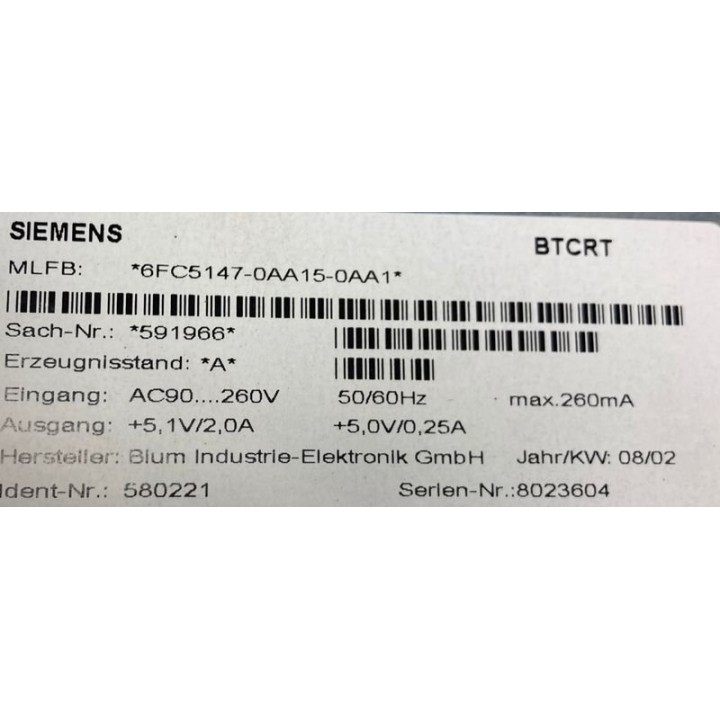 SIEMENS
BTCRT
MLFB: *6FC5147-0AA15-0AA1*
Sach-Nr.: *591966*
Erzeugnisstand: *A*
Eingang: AC90....260V 50/60Hz max.260mA
Ausgang: +5,1V/2,0A +5,0V/0,25A
Hersteller: Blum Industrie-Elektronik GmbH Jahr/KW: 08/02
Ident-Nr.: 580221 Serien-Nr.:8023604